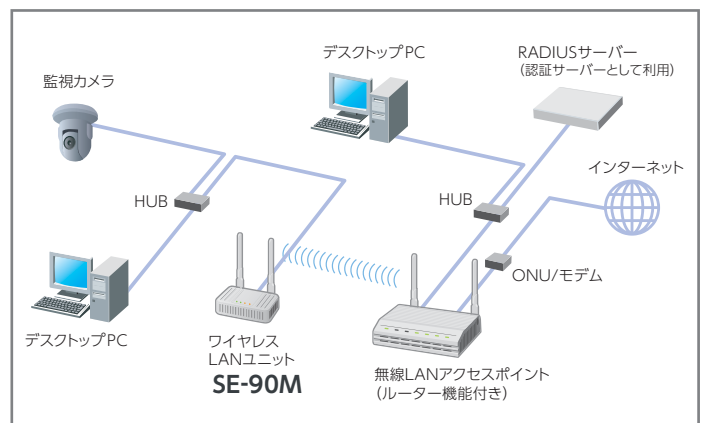 デスクトップPC
RADIUSサーバー
(認証サーバーとして利用)
監視カメラ
インターネット
HUB
HUB
ONU/モデム
デスクトップPC
ワイヤレス
LANユニット
SE-90M
無線LANアクセスポイント
(ルーター機能付き)